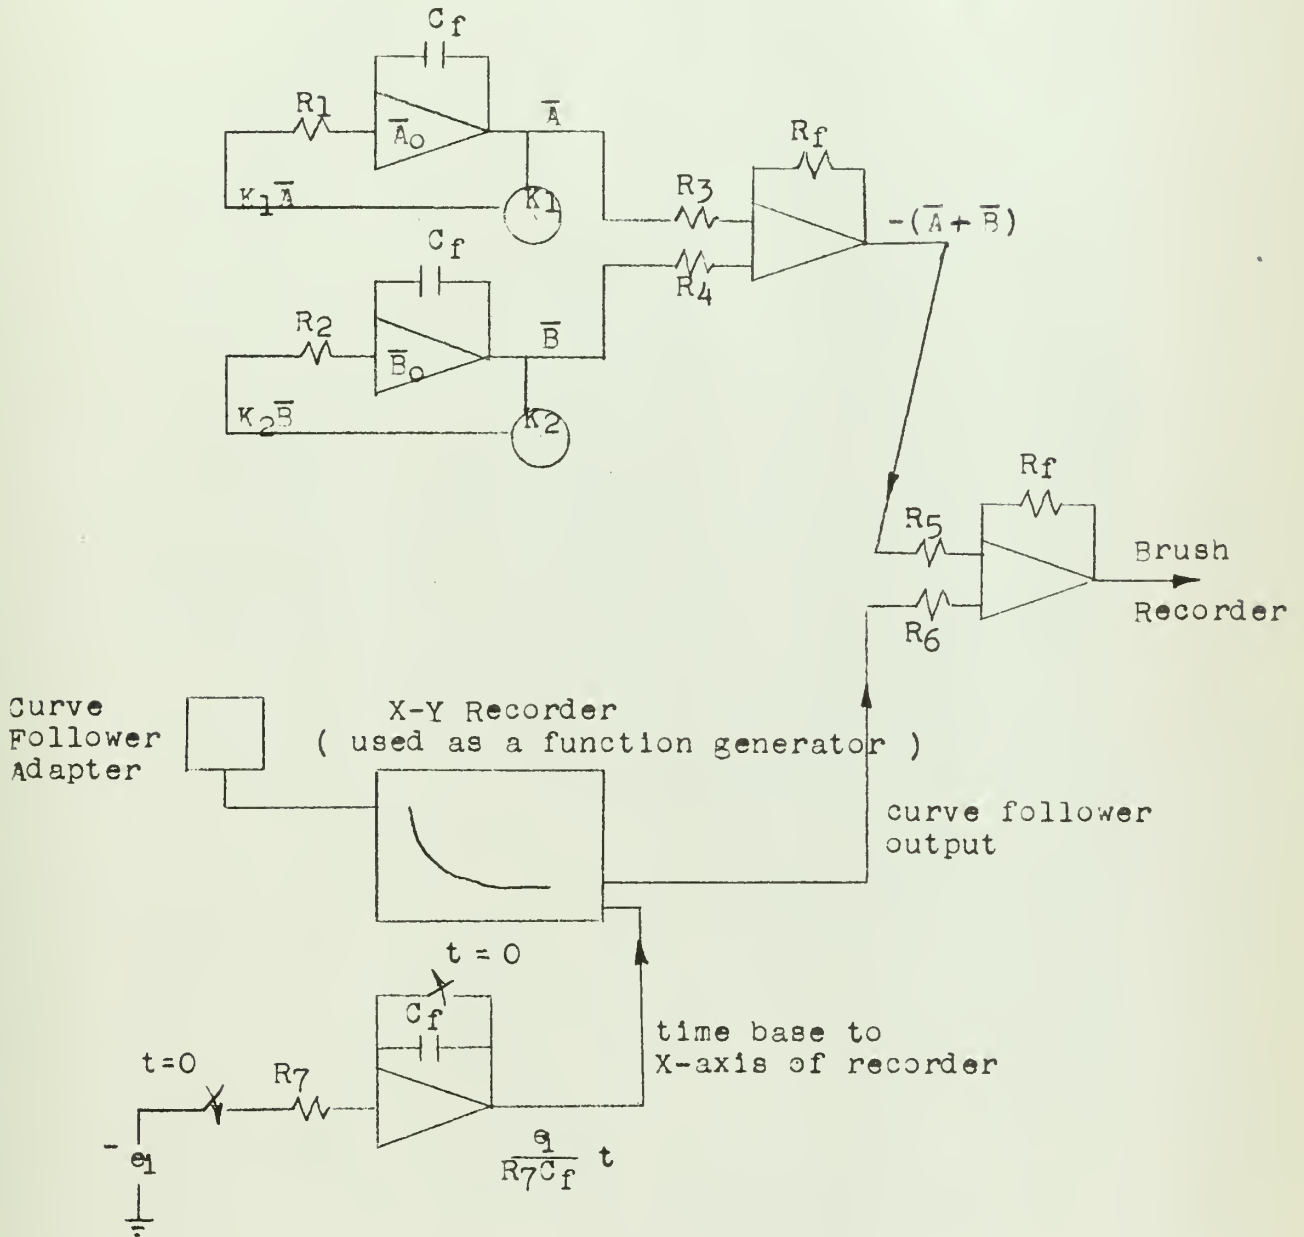 Cf
R1
A̅o
A̅
K1A̅
K1
Rf
R3
-(A̅ + B̅)
R4
Cf
R2
B̅o
B̅
K2B̅
K2
Rf
R5
Brush
Recorder
R6
Curve
Follower
Adapter
X-Y Recorder
( used as a function generator )
curve follower
output
t = 0
Cf
time base to
X-axis of recorder
t=0
R7
- e1
e1
R7Cf t